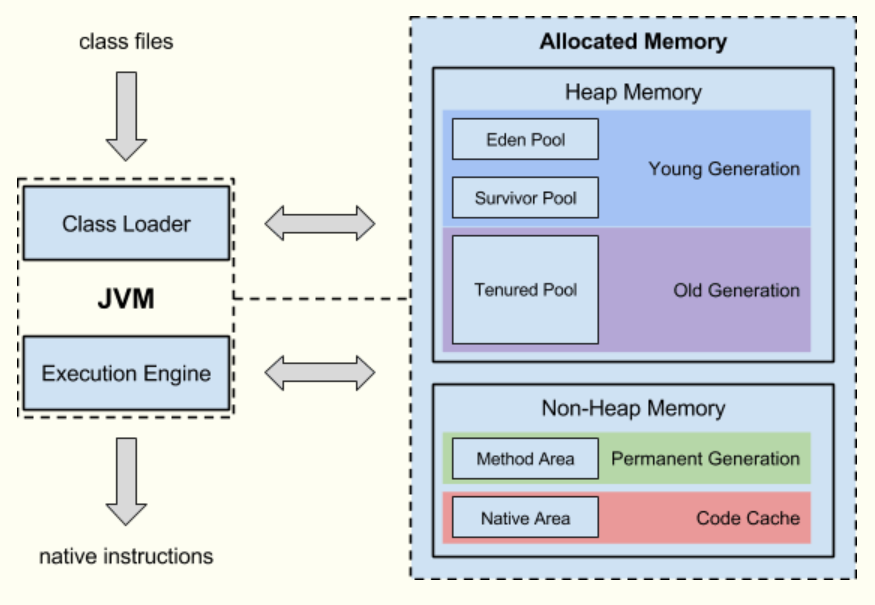 class files
Class Loader
JVM
Execution Engine
native instructions
Allocated Memory
Heap Memory
Eden Pool
Survivor Pool
Young Generation
Tenured Pool
Old Generation
Non-Heap Memory
Method Area
Permanent Generation
Native Area
Code Cache